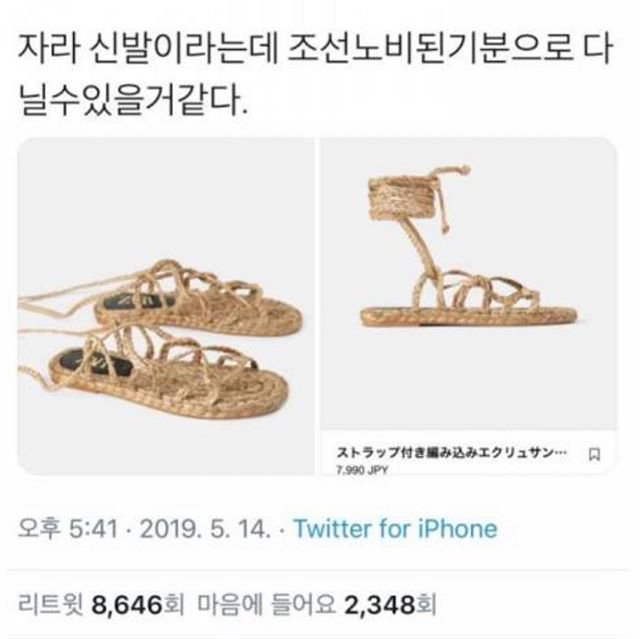 자라 신발이라는데 조선노비된기분으로 다
닐수있을거같다.
ストラップ付き編み込みエクリュサン…
7,990 JPY
오후 5:41 · 2019. 5. 14. · Twitter for iPhone
리트윗 8,646회 마음에 들어요 2,348회